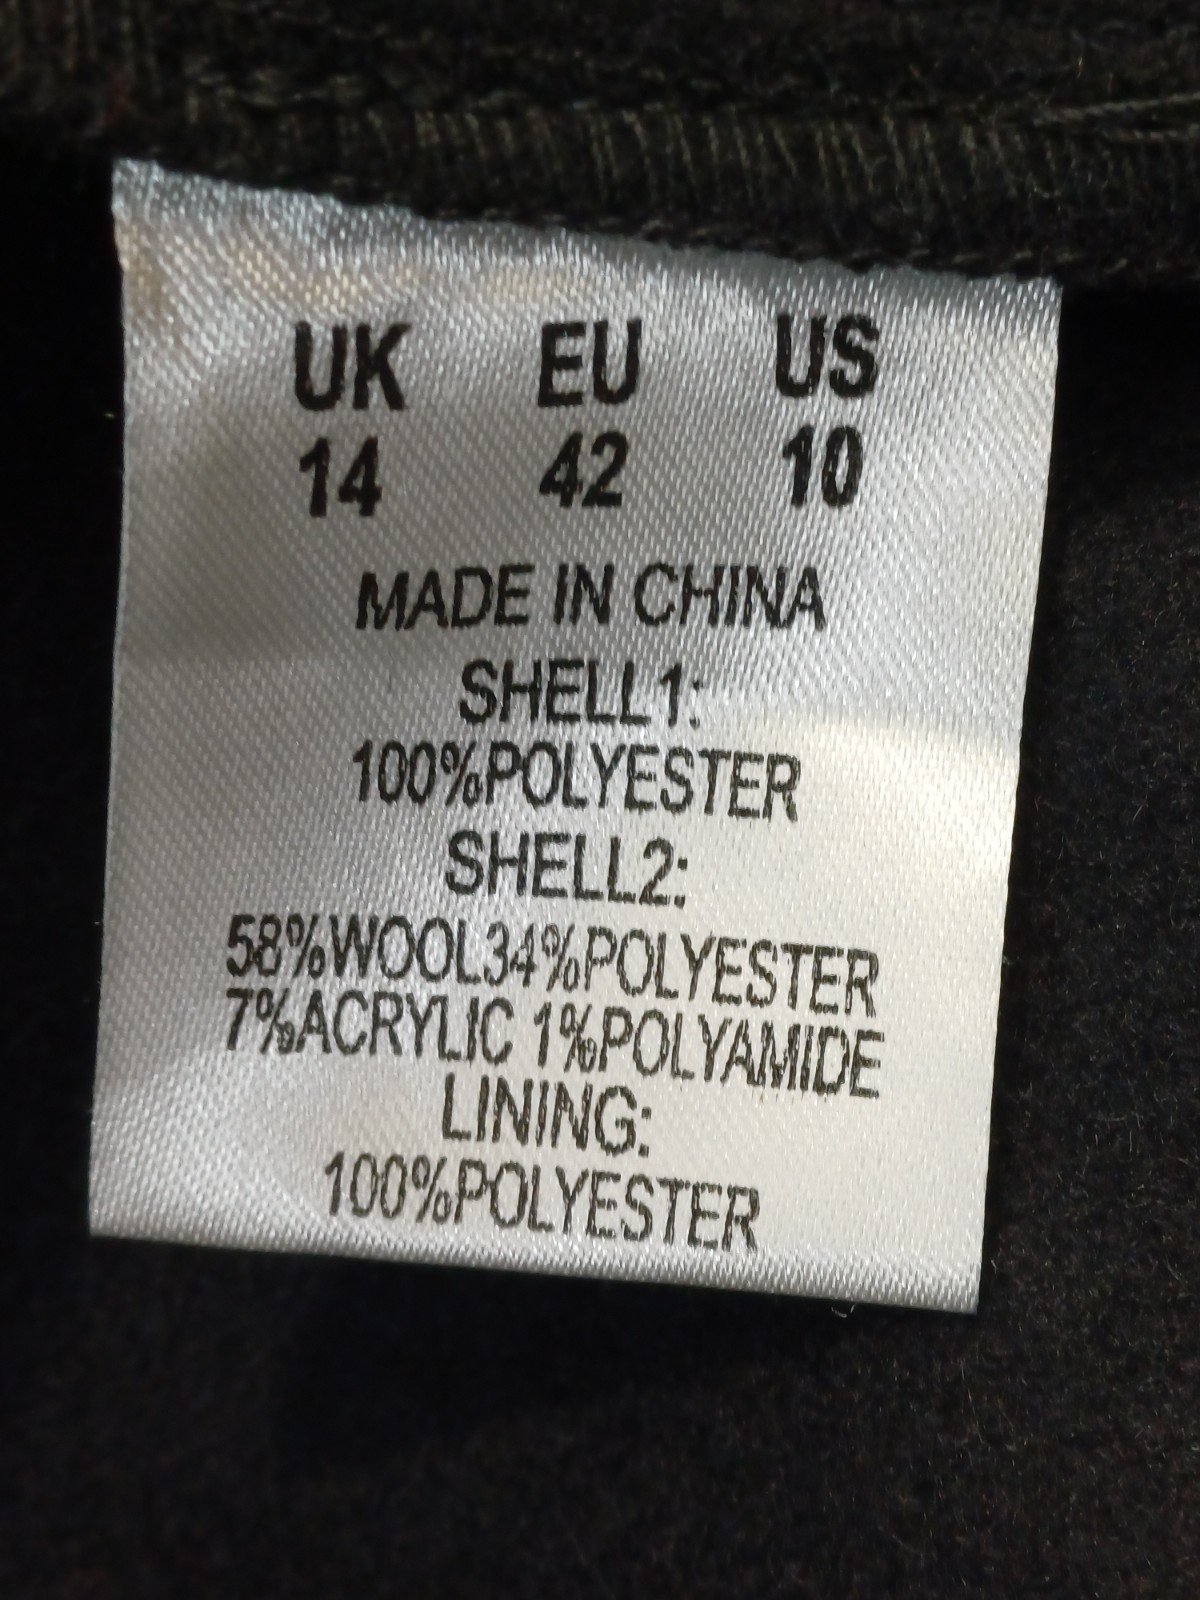 UK EU US
14 42 10
MADE IN CHINA
SHELL1:
100%POLYESTER
SHELL2:
58%WOOL34%POLYESTER
7%ACRYLIC 1%POLYAMIDE
LINING:
100%POLYESTER